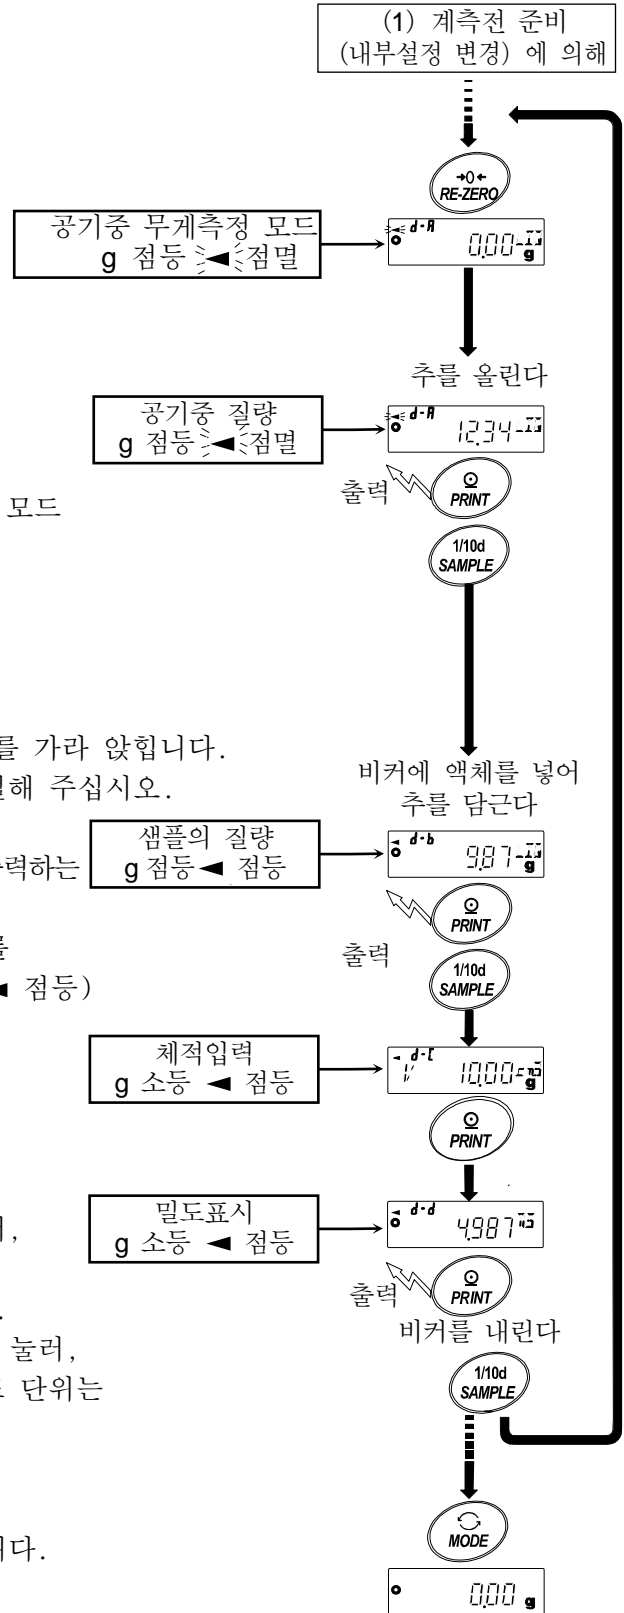 (1) 계측전 준비
(내부설정 변경) 에 의해
→0←
RE-ZERO
공기중 무게측정 모드
g 점등 ◄ 점멸
d-A
0.00
g
추를 올린다
공기중 질량
g 점등 ◄ 점멸
d-A
12.34
출력
PRINT
모드
1/10d
SAMPLE
를 가라 앉힙니다.
해 주십시오.
비커에 액체를 넣어
추를 담근다
샘플의 질량
g 점등 ◄ 점등
력하는
d-b
9.87
g
PRINT
출력
를
◄ 점등)
1/10d
SAMPLE
체적입력
g 소등 ◄ 점등
d-C
V 10.00
g
PRINT
밀도표시
g 소등 ◄ 점등
d-d
4.987
,
출력
PRINT
.
비커를 내린다
눌러,
단위는
1/10d
SAMPLE
MODE
다.
0.00 g